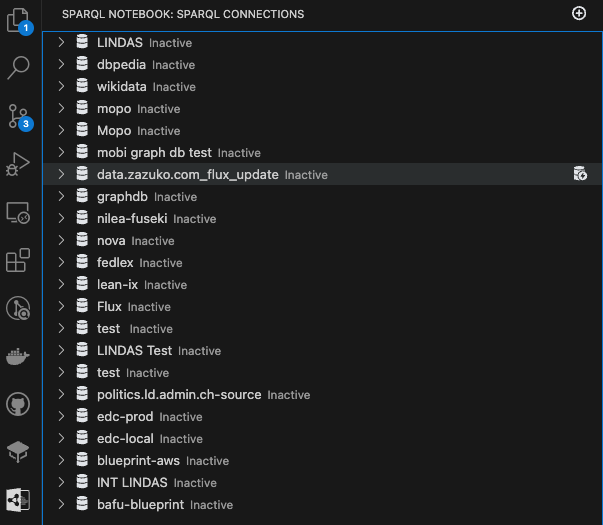 SPARQL NOTEBOOK: SPARQL CONNECTIONS
1
3
LINDAS Inactive
dbpedia Inactive
wikidata Inactive
mopo Inactive
Mopo Inactive
mobi graph db test Inactive
data.zazuko.com_flux_update Inactive
graphdb Inactive
nilea-fuseki Inactive
nova Inactive
fedlex Inactive
lean-ix Inactive
Flux Inactive
test Inactive
LINDAS Test Inactive
test Inactive
politics.ld.admin.ch-source Inactive
edc-prod Inactive
edc-local Inactive
blueprint-aws Inactive
INT LINDAS Inactive
bafu-blueprint Inactive